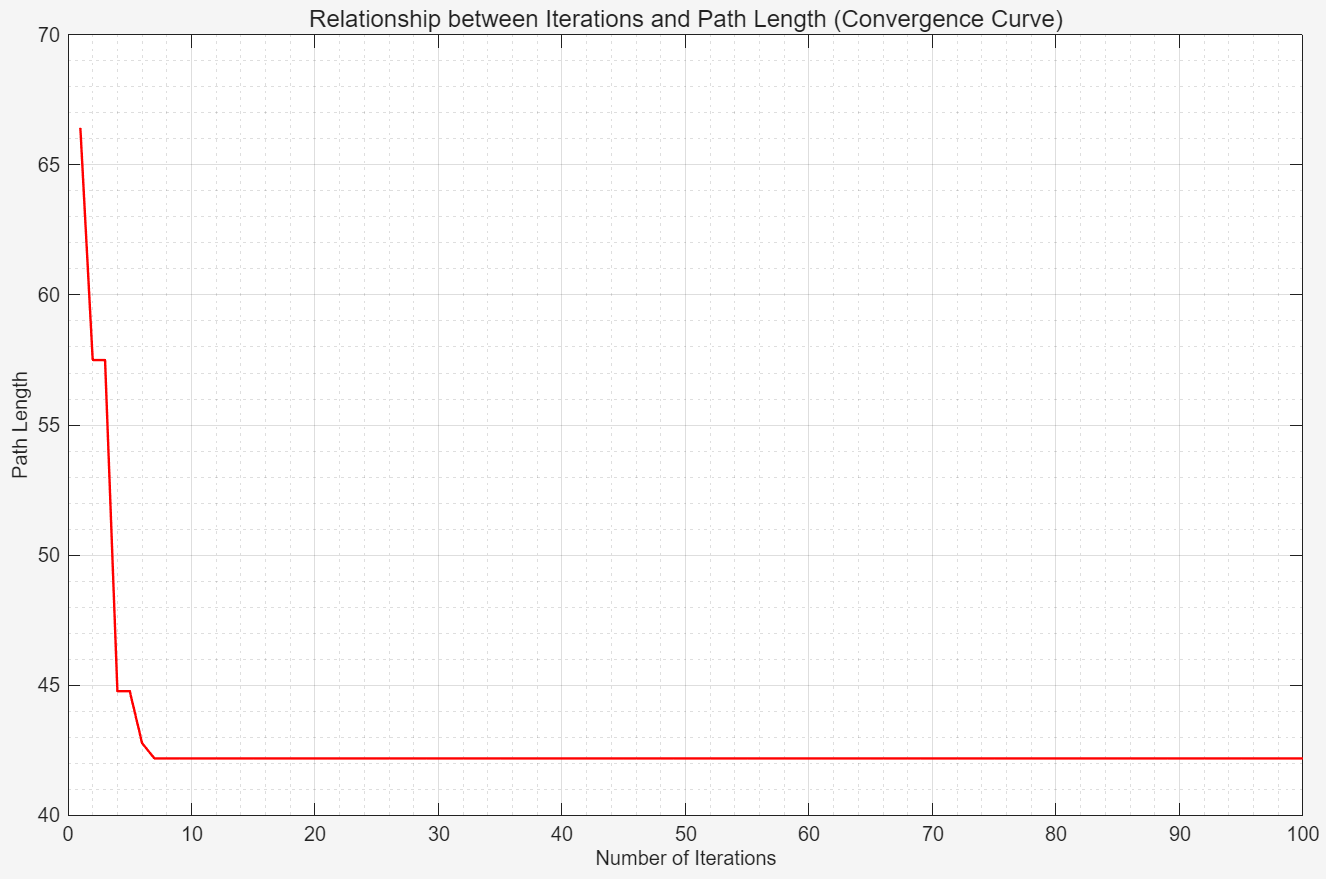 Relationship between Iterations and Path Length (Convergence Curve)
70
65
60
55
50
45
40
Path Length
0 10 20 30 40 50 60 70 80 90 100
Number of Iterations